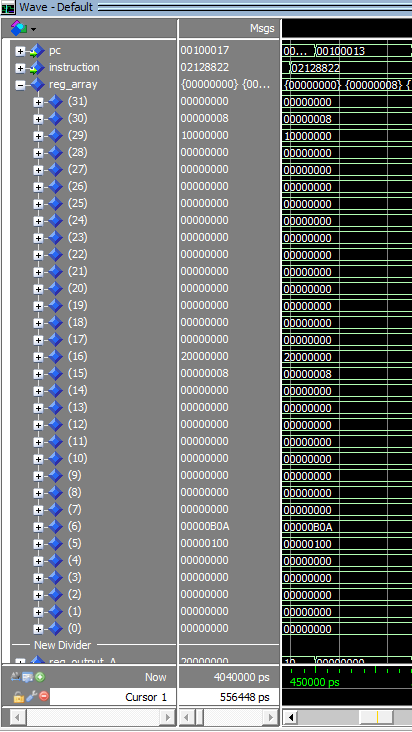 Wave - Default
Msgs
pc 00100017 00... 00100013
instruction 02128822 02128822
reg_array {00000000} {00... {00000000} {00000008} {
(31) 00000000 00000000
(30) 00000008 00000008
(29) 10000000 10000000
(28) 00000000 00000000
(27) 00000000 00000000
(26) 00000000 00000000
(25) 00000000 00000000
(24) 00000000 00000000
(23) 00000000 00000000
(22) 00000000 00000000
(21) 00000000 00000000
(20) 00000000 00000000
(19) 00000000 00000000
(18) 00000000 00000000
(17) 00000000 00000000
(16) 20000000 20000000
(15) 00000008 00000008
(14) 00000000 00000000
(13) 00000000 00000000
(12) 00000000 00000000
(11) 00000000 00000000
(10) 00000000 00000000
(9) 00000000 00000000
(8) 00000000 00000000
(7) 00000000 00000000
(6) 00000B0A 00000B0A
(5) 00000100 00000100
(4) 00000000 00000000
(3) 00000000 00000000
(2) 00000000 00000000
(1) 00000000 00000000
(0) 00000000 00000000
New Divider
reg_output_A 20000000 00000000
Now 4040000 ps 450000 ps
Cursor 1 556448 ps